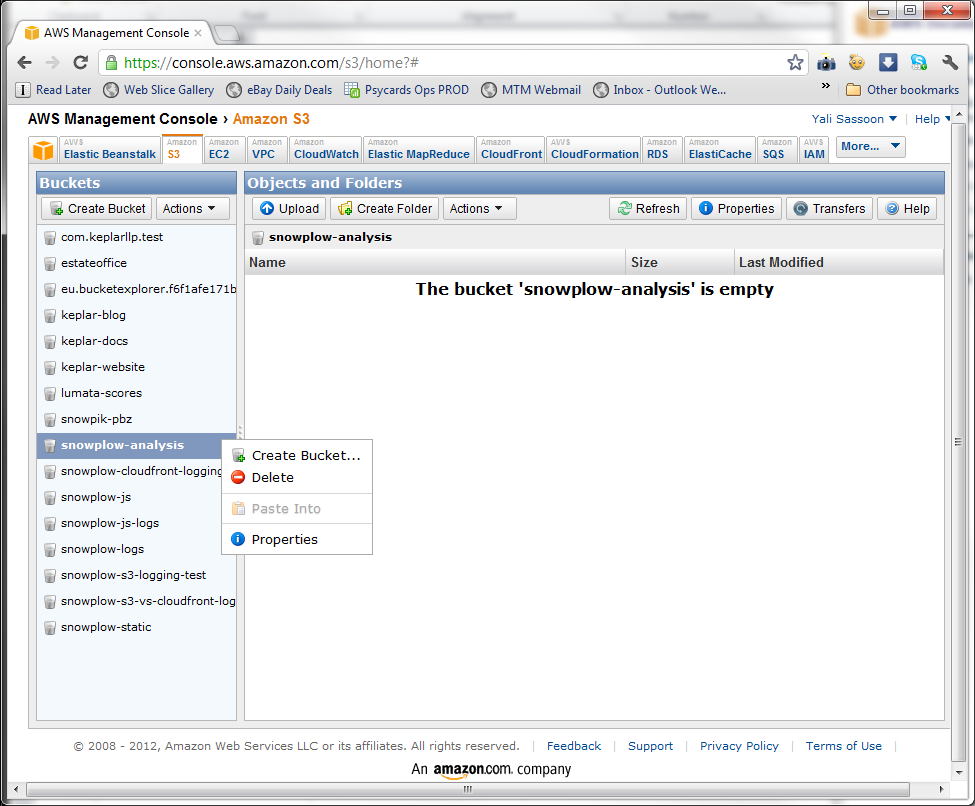 AWS Management Console
https://console.aws.amazon.com/s3/home?#
Read Later Web Slice Gallery eBay Daily Deals Psycards Ops PROD MTM Webmail Inbox - Outlook We... » Other bookmarks
AWS Management Console › Amazon S3 Yali Sassoon Help
AWS Elastic Beanstalk
Amazon S3
Amazon EC2
Amazon VPC
Amazon CloudWatch
Amazon Elastic MapReduce
Amazon CloudFront
AWS CloudFormation
Amazon RDS
Amazon ElastiCache
Amazon SQS
AWS IAM
More...
Buckets
Create Bucket Actions
com.keplarllp.test
estateoffice
eu.bucketexplorer.f6f1afe171b
keplar-blog
keplar-docs
keplar-website
lumata-scores
snowpik-pbz
snowplow-analysis
snowplow-cloudfront-logging
snowplow-js
snowplow-js-logs
snowplow-logs
snowplow-s3-logging-test
snowplow-s3-vs-cloudfront-log
snowplow-static
Create Bucket...
Delete
Paste Into
Properties
Objects and Folders
Upload Create Folder Actions Refresh Properties Transfers Help
snowplow-analysis
Name Size Last Modified
The bucket 'snowplow-analysis' is empty
© 2008 - 2012, Amazon Web Services LLC or its affiliates. All rights reserved. | Feedback | Support | Privacy Policy | Terms of Use |
An amazon.com. company